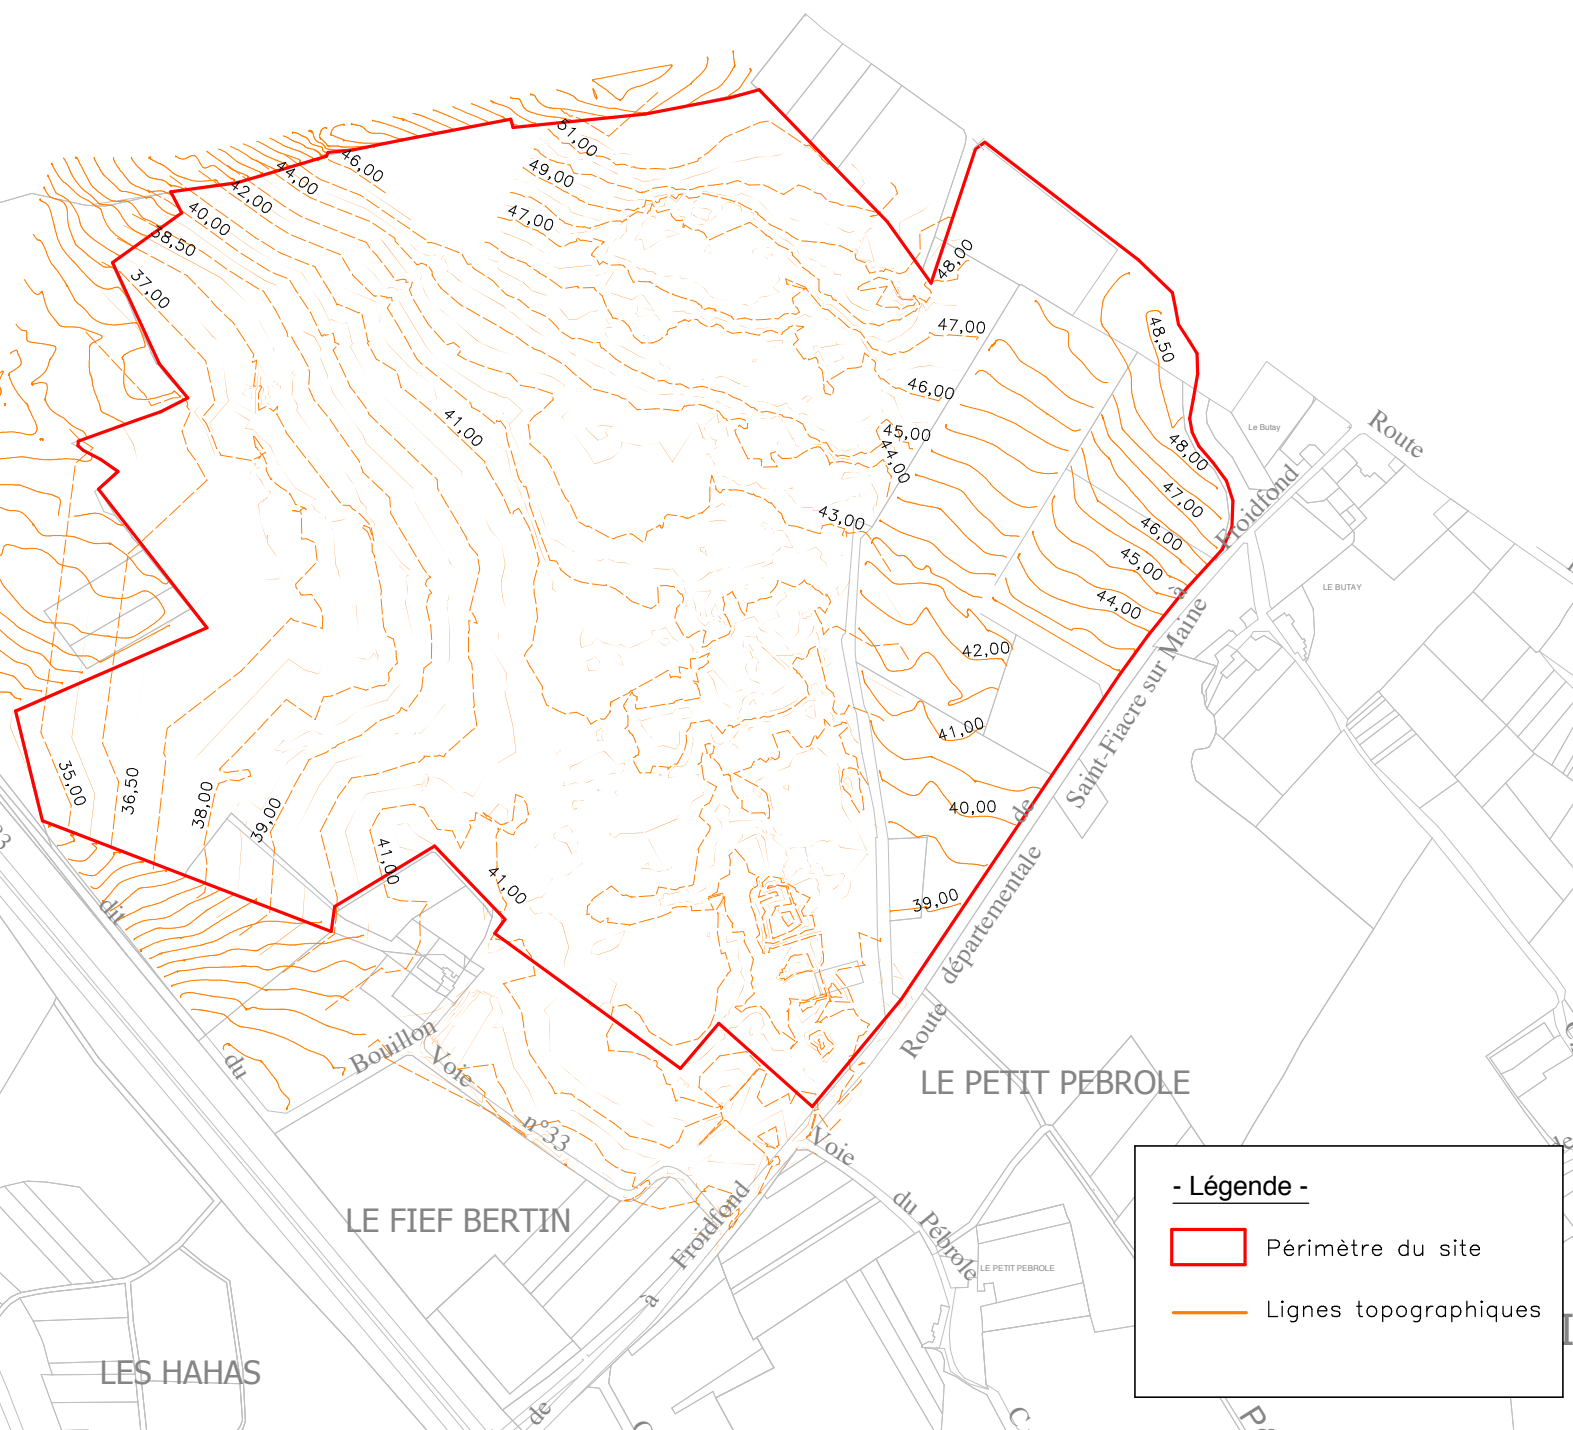 51,00
46,00
49,00
44,00
42,00
40,00
47,00
38,50
48,00
37,00
47,00
48,50
46,00
41,00
45,00
44,00
48,00
47,00
43,00
46,00
45,00
44,00
42,00
41,00
40,00
39,00
35,00
36,50
38,00
39,00
41,00
41,00
Route
Le Butay
LE BUTAY
Route départementale de Saint-Fiacre sur Maine à Froidfond
dit
du
Bouillon
Voie
n°33
LE PETIT PEBROLE
Voie
du Pébrole
LE PETIT PEBROLE
LE FIEF BERTIN
LES HAHAS
de
à
Froidfond
- Légende -
Périmètre du site
Lignes topographiques